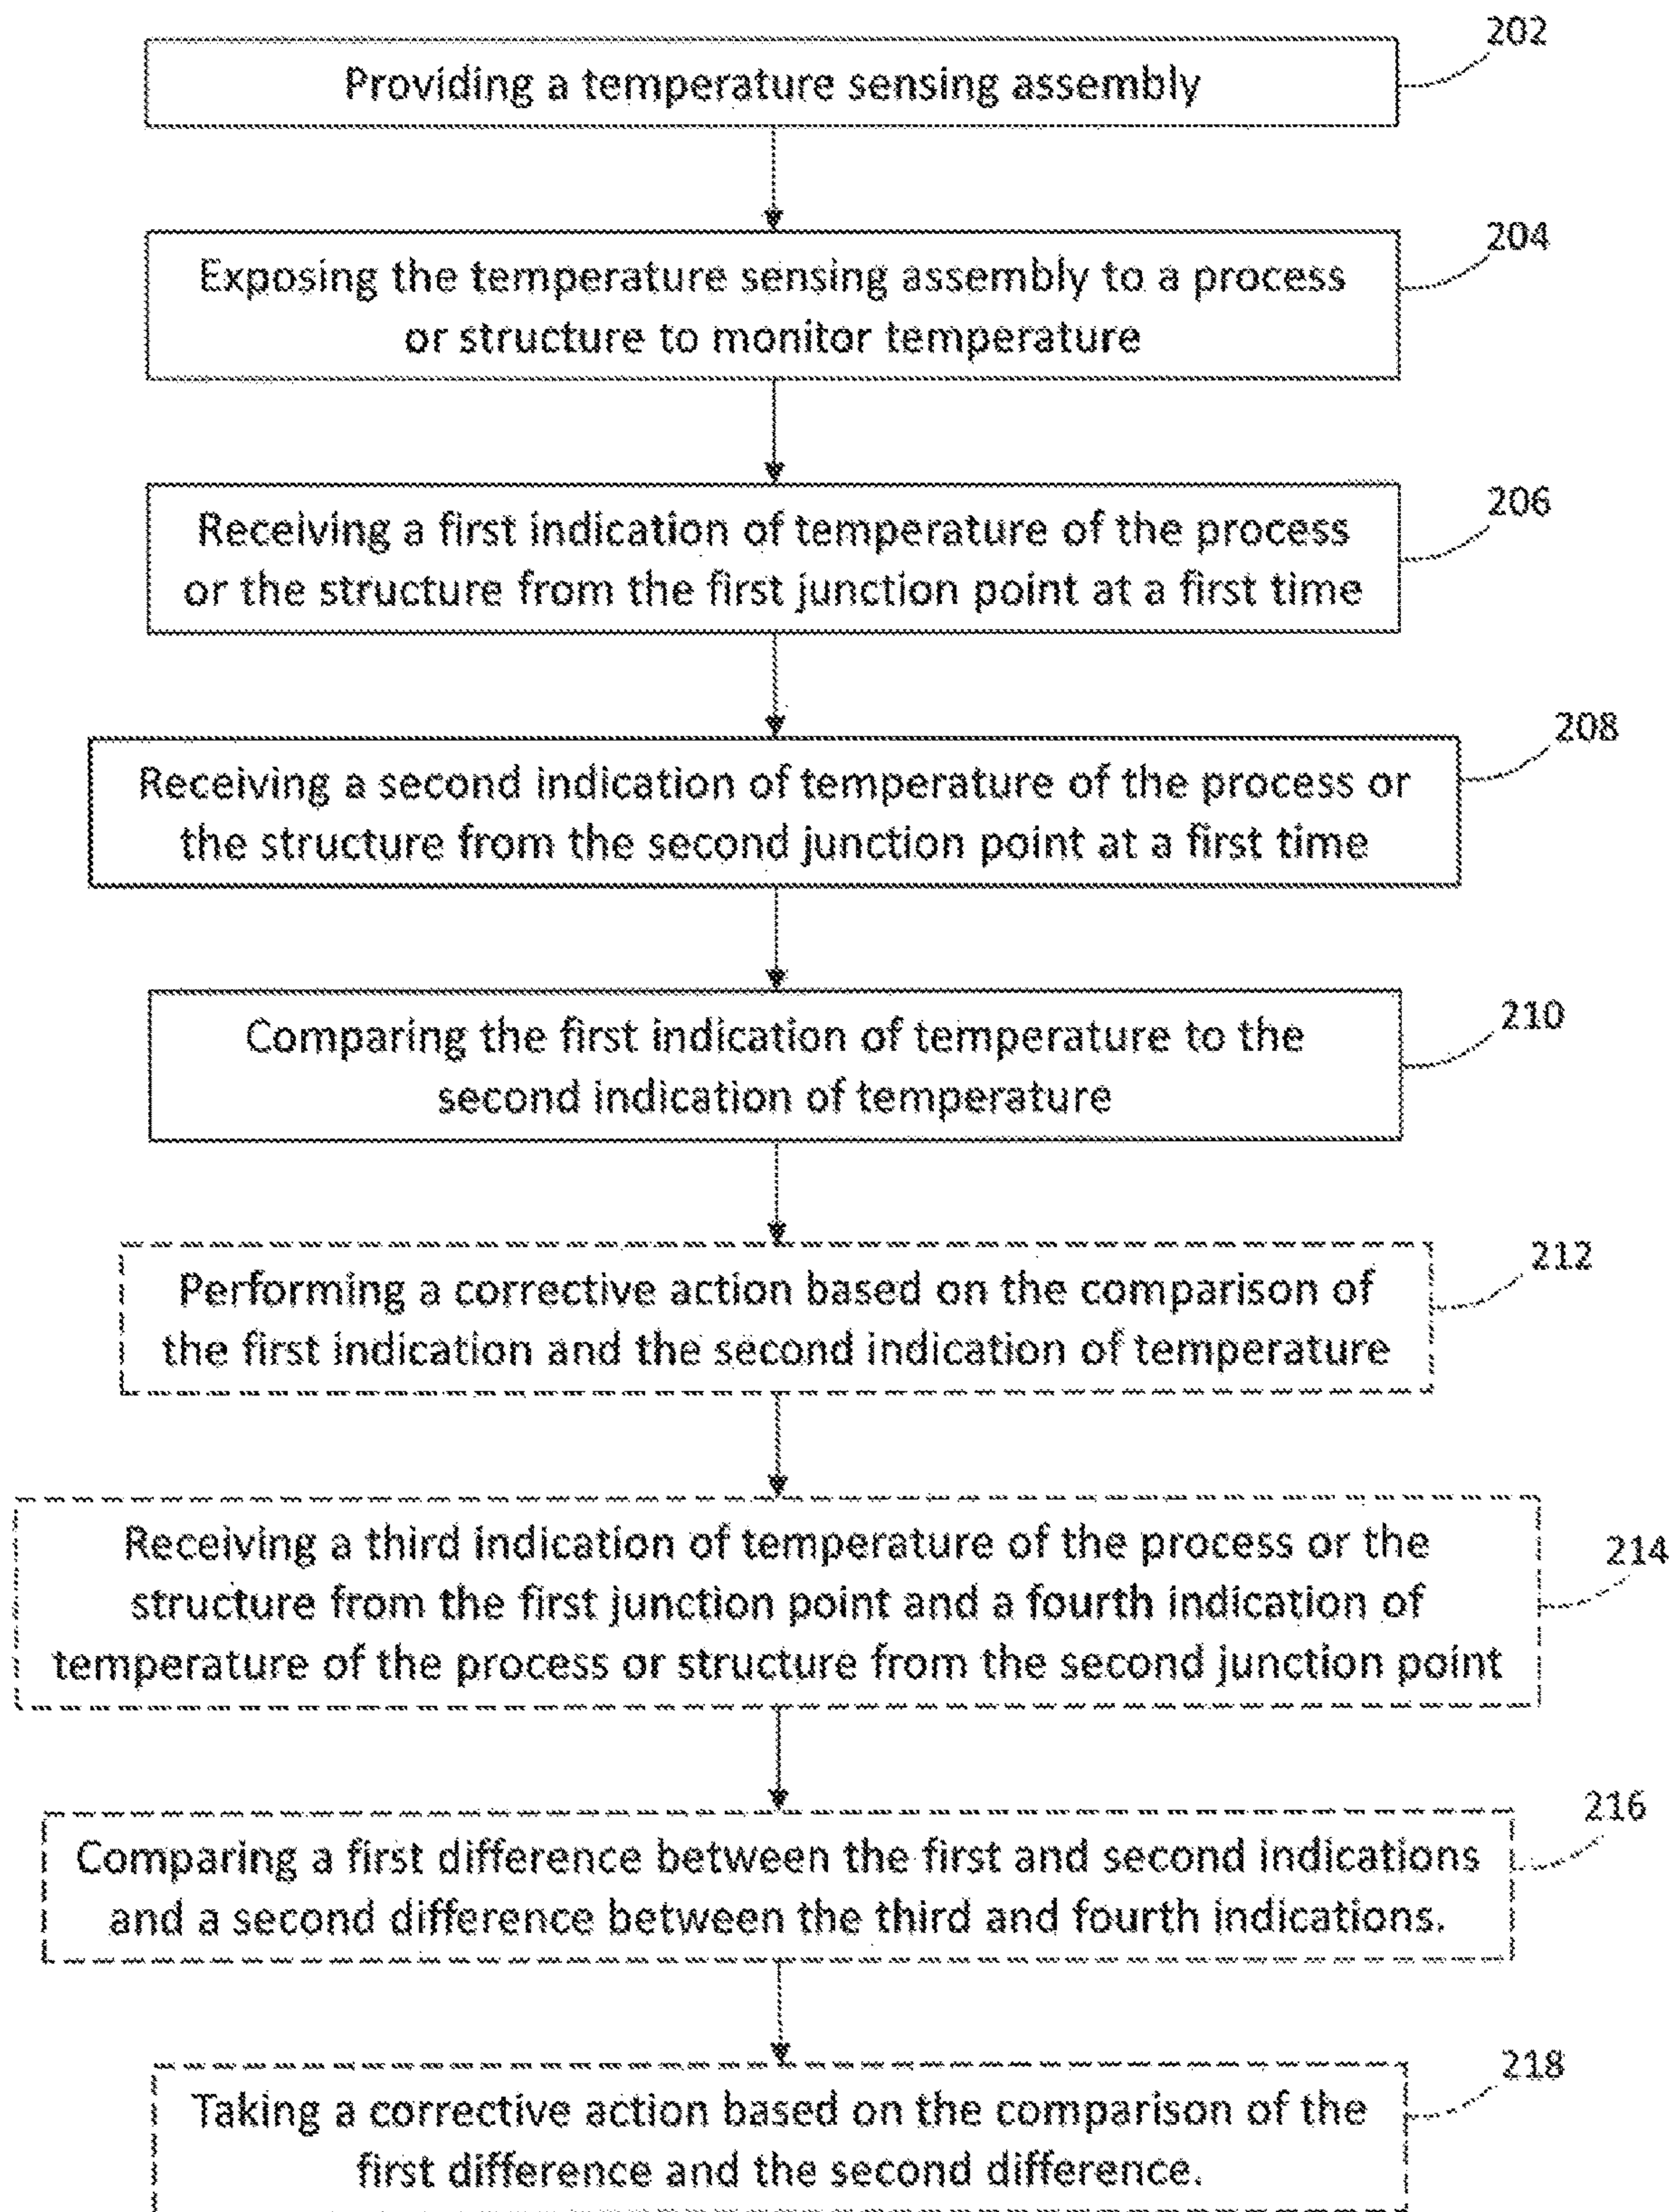 202
Providing a temperature sensing assembly
204
Exposing the temperature sensing assembly to a process
or structure to monitor temperature
206
Receiving a first indication of temperature of the process
or the structure from the first junction point at a first time
208
Receiving a second indication of temperature of the process or
the structure from the second junction point at a first time
210
Comparing the first indication of temperature to the
second indication of temperature
212
Performing a corrective action based on the comparison of
the first indication and the second indication of temperature
214
Receiving a third indication of temperature of the process or the
structure from the first junction point and a fourth indication of
temperature of the process or structure from the second junction point
216
Comparing a first difference between the first and second indications
and a second difference between the third and fourth indications.
218
Taking a corrective action based on the comparison of the
first difference and the second difference.